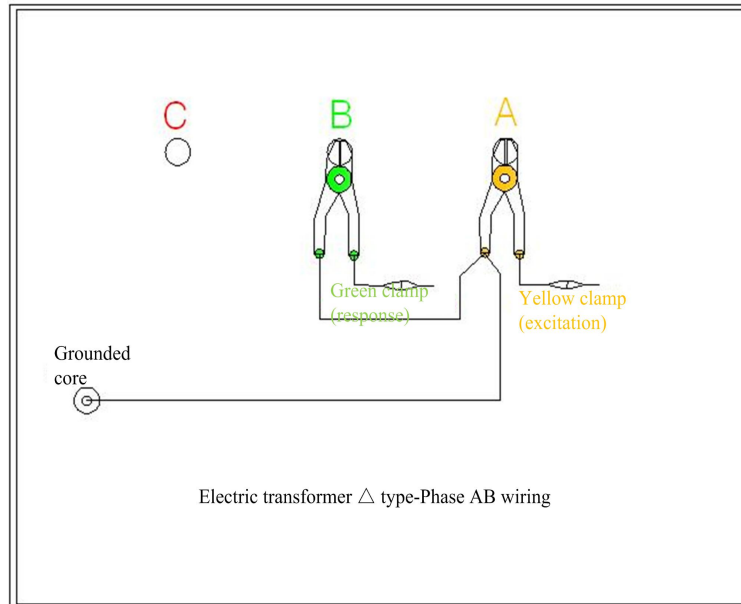 C
B
A
Green clamp
(response)
Yellow clamp
(excitation)
Grounded
core
Electric transformer △ type-Phase AB wiring